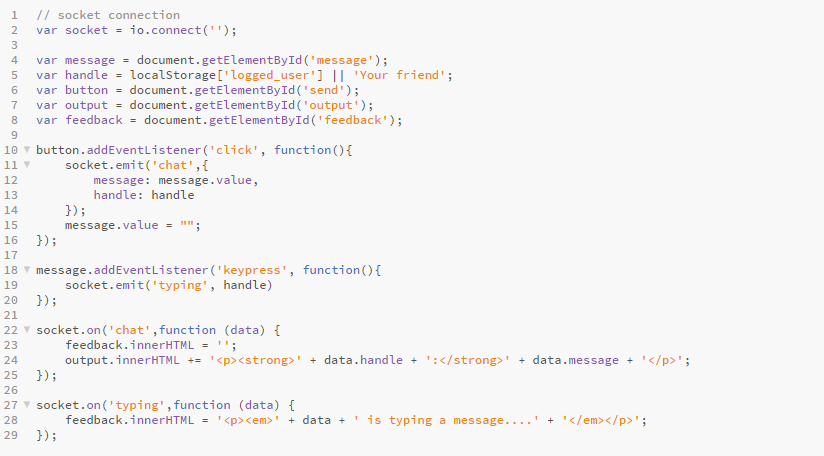 1 // socket connection
2 var socket = io.connect('');
3
4 var message = document.getElementById('message');
5 var handle = localStorage['logged_user'] || 'Your friend';
6 var button = document.getElementById('send');
7 var output = document.getElementById('output');
8 var feedback = document.getElementById('feedback');
9
10 button.addEventListener('click', function(){
11     socket.emit('chat',{
12         message: message.value,
13         handle: handle
14     });
15     message.value = "";
16 });
17
18 message.addEventListener('keypress', function(){
19     socket.emit('typing', handle)
20 });
21
22 socket.on('chat',function (data) {
23     feedback.innerHTML = '';
24     output.innerHTML += '<p><strong>' + data.handle + ':</strong>' + data.message + '</p>';
25 });
26
27 socket.on('typing',function (data) {
28     feedback.innerHTML = '<p><em>' + data + ' is typing a message....' + '</em></p>';
29 });